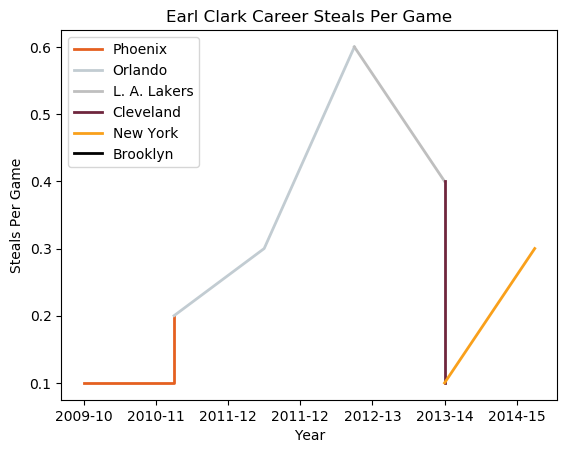 Earl Clark Career Steals Per Game
Phoenix
Orlando
L. A. Lakers
Cleveland
New York
Brooklyn
Steals Per Game
0.6
0.5
0.4
0.3
0.2
0.1
2009-10 2010-11 2011-12 2011-12 2012-13 2013-14 2014-15
Year